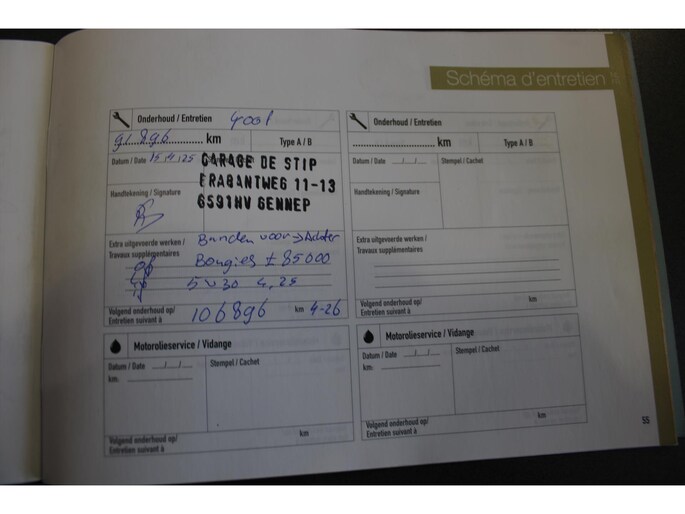 Schéma d'entretien
Onderhoud / Entretien
91.896 km Type A / B
Datum / Date 15.4.25
GARAGE DE STIP
BRABANTWEG 11-13
6591HV GENNEP
Handtekening / Signature
Extra uitgevoerde werken / Banden voor → Achter
Travaux supplémentaires Bougies ± 85000
5w30 4,25
Volgend onderhoud op/
Entretien suivant à 106896 km 4-26
Motorolieservice / Vidange
Datum / Date ..../..../.... Stempel / Cachet
km:
Volgend onderhoud op/ km
Entretien suivant à
Onderhoud / Entretien
km Type A / B
Datum / Date ..../..../.... Stempel / Cachet
Handtekening / Signature
Extra uitgevoerde werken /
Travaux supplémentaires
Volgend onderhoud op/ km
Entretien suivant à
Motorolieservice / Vidange
Datum / Date ..../..../.... Stempel / Cachet
km:
Volgend onderhoud op/ km
Entretien suivant à
55